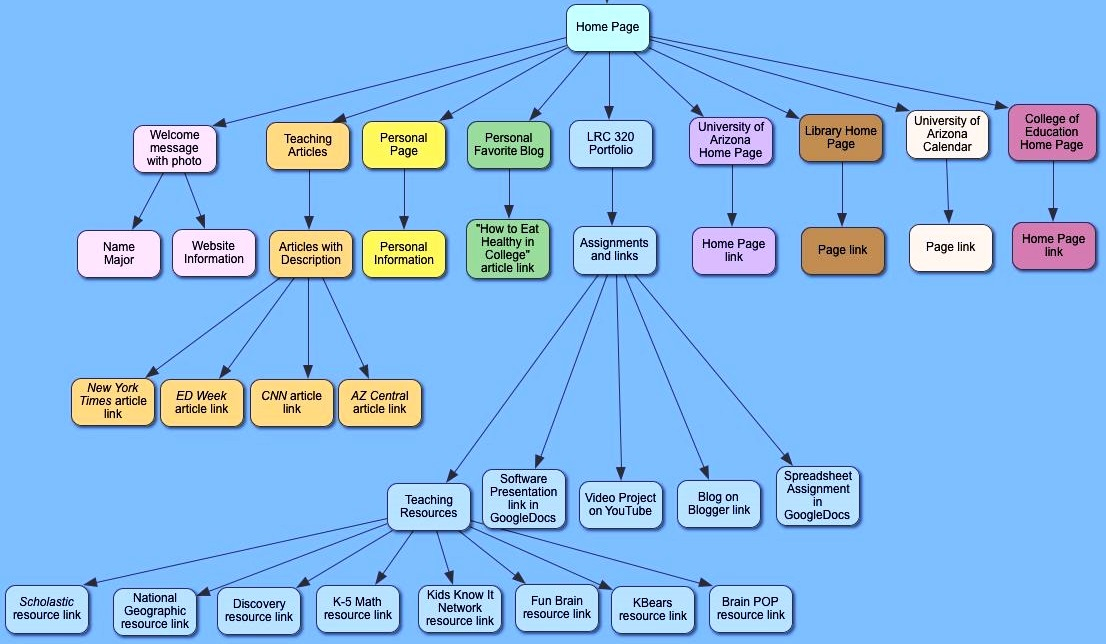 Home Page
Welcome
message
with photo
Teaching
Articles
Personal
Page
Personal
Favorite Blog
LRC 320
Portfolio
University of
Arizona
Home Page
Library Home
Page
University of
Arizona
Calendar
College of
Education
Home Page
Name
Major
Website
Information
Articles with
Description
Personal
Information
"How to Eat
Healthy in
College"
article link
Assignments
and links
Home Page
link
Page link
Page link
Home Page
link
New York
Times article
link
ED Week
article link
CNN article
link
AZ Central
article link
Teaching
Resources
Software
Presentation
link in
GoogleDocs
Video Project
on YouTube
Blog on
Blogger link
Spreadsheet
Assignment
in
GoogleDocs
Scholastic
resource link
National
Geographic
resource link
Discovery
resource link
K-5 Math
resource link
Kids Know It
Network
resource link
Fun Brain
resource link
KBears
resource link
Brain POP
resource link